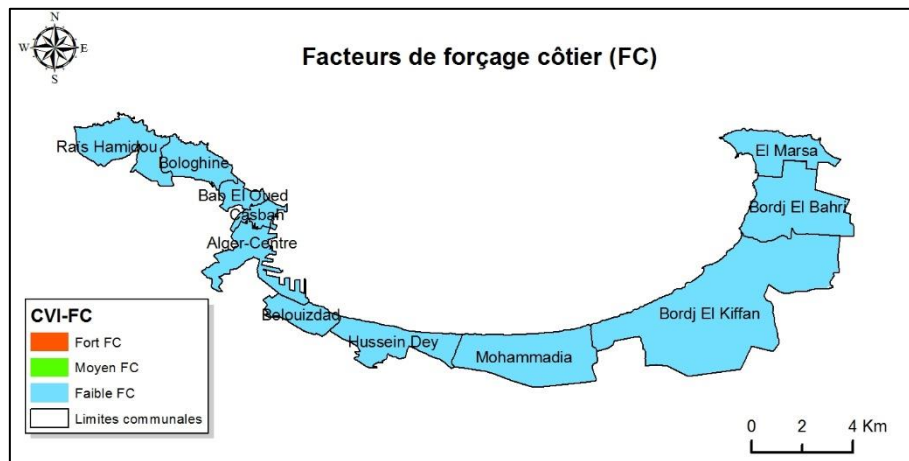 N
W E
S
Facteurs de forçage côtier (FC)
Raïs Hamidou
Bologhine
El Marsa
Bab El Oued
Casbah
Bordj El Bahri
Alger-Centre
Belouizdad
Bordj El Kiffan
Hussein Dey
Mohammadia
CVI-FC
Fort FC
Moyen FC
Faible FC
Limites communales
0 2 4 Km